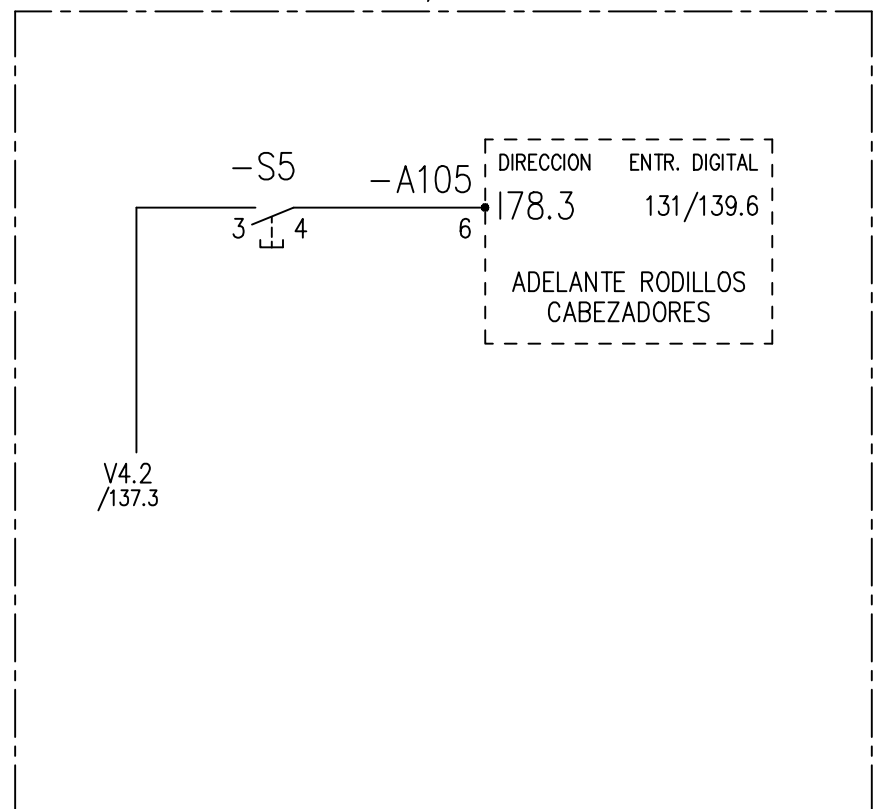 -S5
-A105
DIRECCION ENTR. DIGITAL
3 4
6
I78.3 131/139.6
ADELANTE RODILLOS
CABEZADORES
V4.2
/137.3